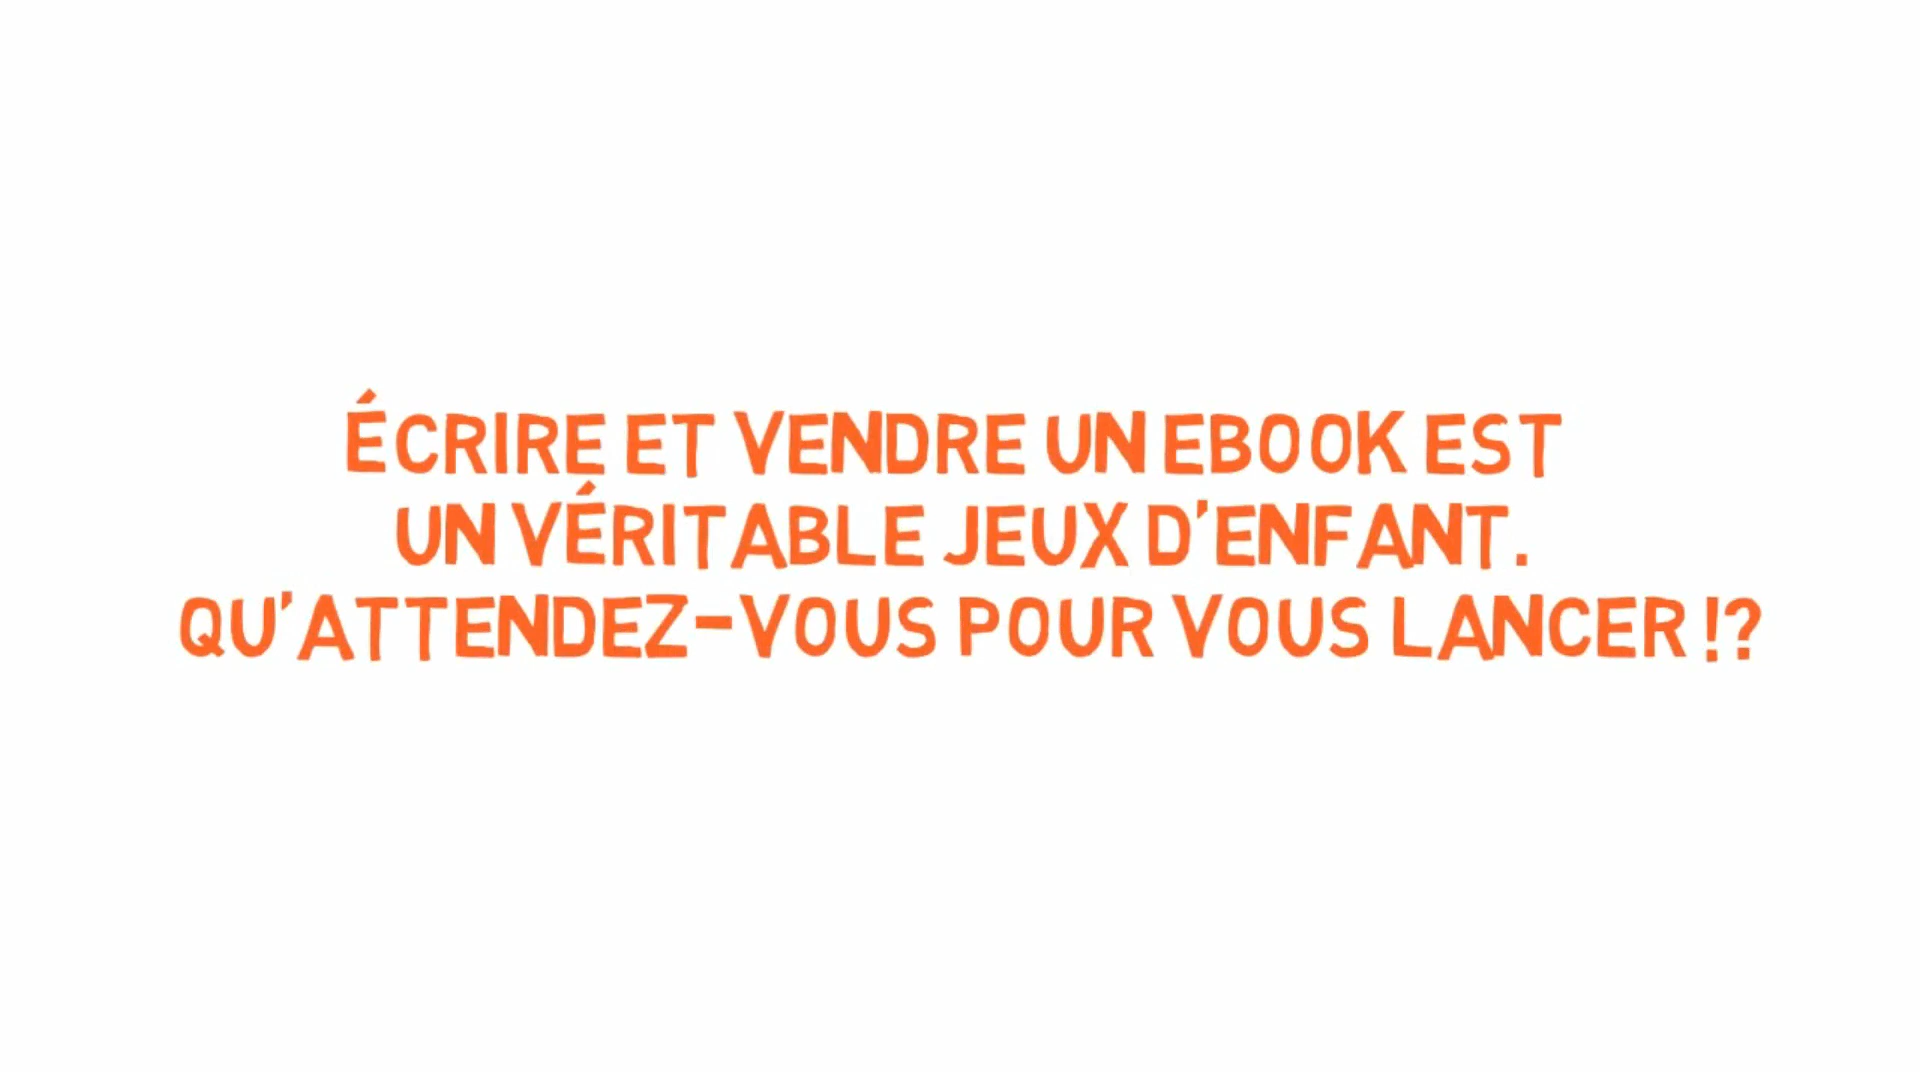 ÉCRIRE ET VENDRE UN EBOOK EST
UN VÉRITABLE JEUX D'ENFANT.
QU'ATTENDEZ-VOUS POUR VOUS LANCER !?